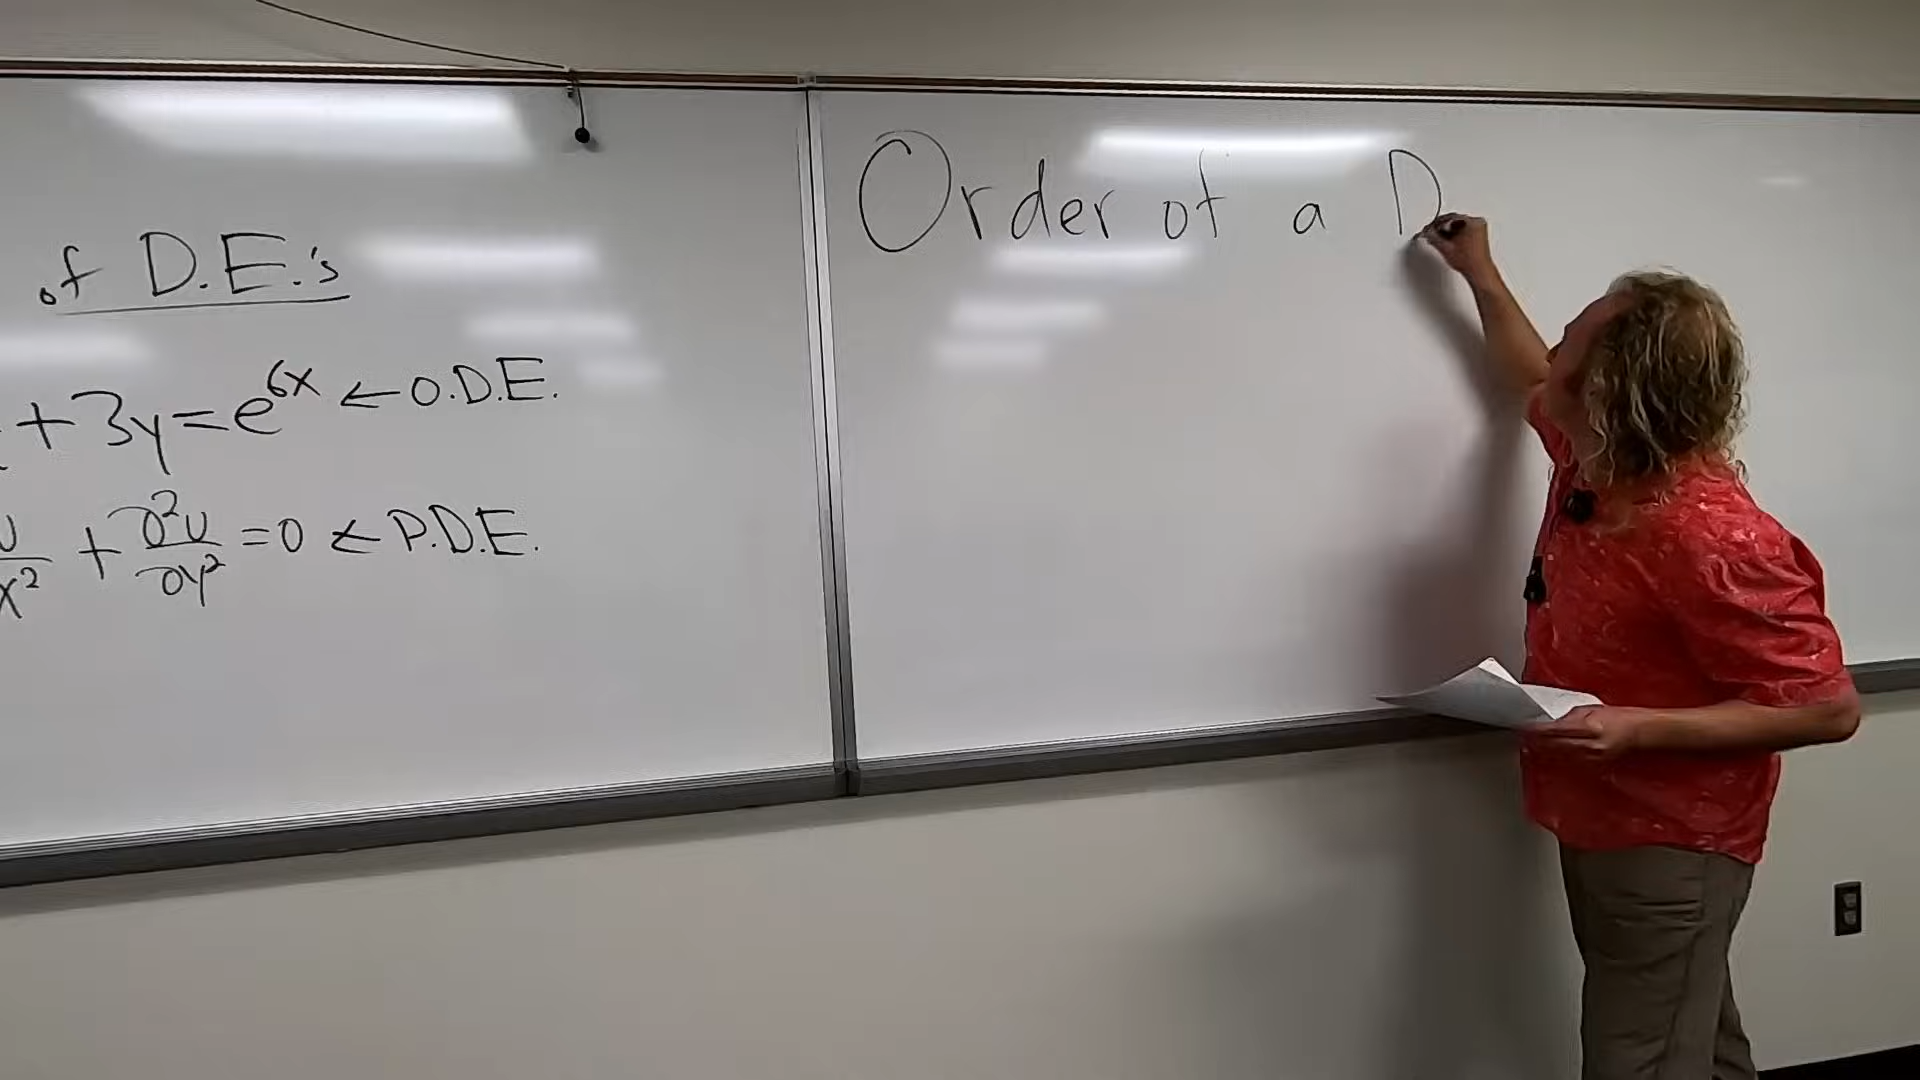 of D.E.'s
+ 3y = e^6x ← O.D.E.
+ ∂²U/∂y² = 0 ← P.D.E.
Order of a D